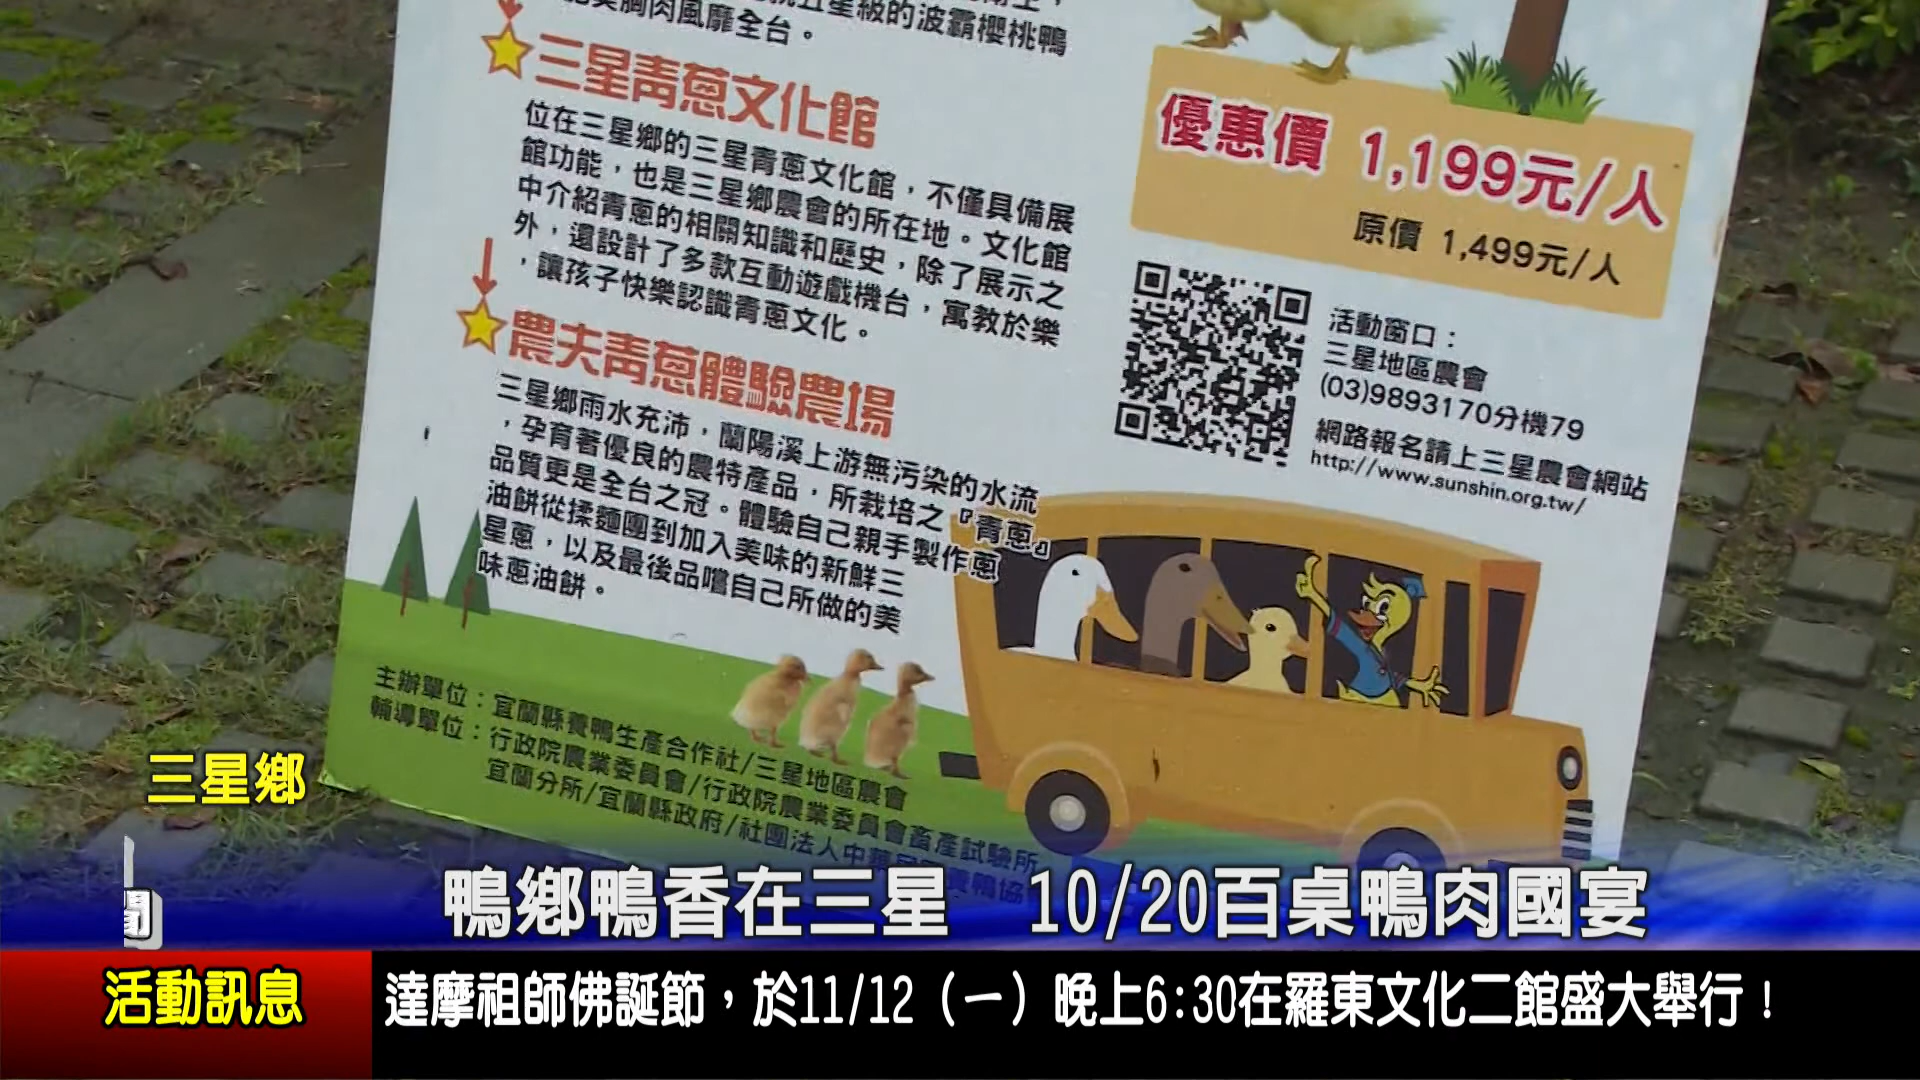 五星級的波霸櫻桃鴨
胸肉風靡全台。
三星青蔥文化館
位在三星鄉的三星青蔥文化館，不僅具備展
館功能，也是三星鄉農會的所在地。文化館
中介紹青蔥的相關知識和歷史，除了展示之
外，還設計了多款互動遊戲機台，寓教於樂
，讓孩子快樂認識青蔥文化。
農夫青蔥體驗農場
三星鄉雨水充沛，蘭陽溪上游無污染的水流
，孕育著優良的農特產品，所栽培之『青蔥』
品質更是全台之冠。體驗自己親手製作蔥
油餅從揉麵團到加入美味的新鮮三
星蔥，以及最後品嚐自己所做的美
味蔥油餅。
優惠價 1,199元/人
原價 1,499元/人
活動窗口：
三星地區農會
(03)9893170分機79
網路報名請上三星農會網站
http://www.sunshin.org.tw/
主辦單位：宜蘭縣養鴨生產合作社/三星地區農會
輔導單位：行政院農業委員會/行政院農業委員會畜產試驗所
宜蘭分所/宜蘭縣政府/社團法人中華民國養鴨協
三星鄉
鴨鄉鴨香在三星 10/20百桌鴨肉國宴
活動訊息
達摩祖師佛誕節，於11/12（一）晚上6:30在羅東文化二館盛大舉行！